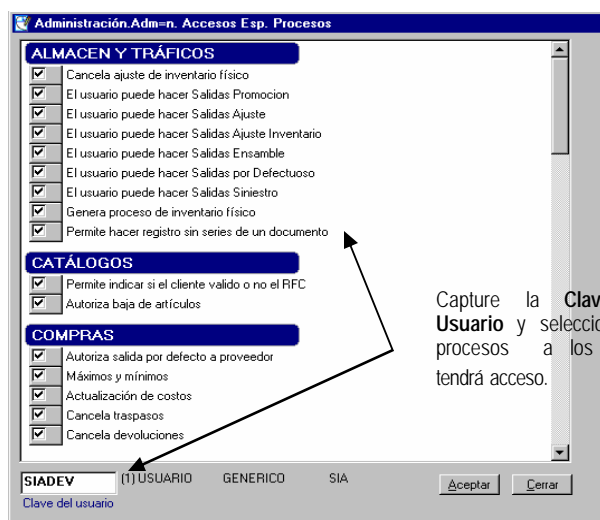 Administración.Adm=n. Accesos Esp. Procesos
ALMACEN Y TRÁFICOS
Cancela ajuste de inventario físico
El usuario puede hacer Salidas Promocion
El usuario puede hacer Salidas Ajuste
El usuario puede hacer Salidas Ajuste Inventario
El usuario puede hacer Salidas Ensamble
El usuario puede hacer Salidas por Defectuoso
El usuario puede hacer Salidas Siniestro
Genera proceso de inventario físico
Permite hacer registro sin series de un documento
CATÁLOGOS
Permite indicar si el cliente valido o no el RFC
Autoriza baja de artículos
COMPRAS
Autoriza salida por defecto a proveedor
Máximos y mínimos
Actualización de costos
Cancela traspasos
Cancela devoluciones
Capture la Clav
Usuario y seleccio
procesos a los
tendrá acceso.
SIADEV (1) USUARIO GENERICO SIA
Aceptar Cerrar
Clave del usuario